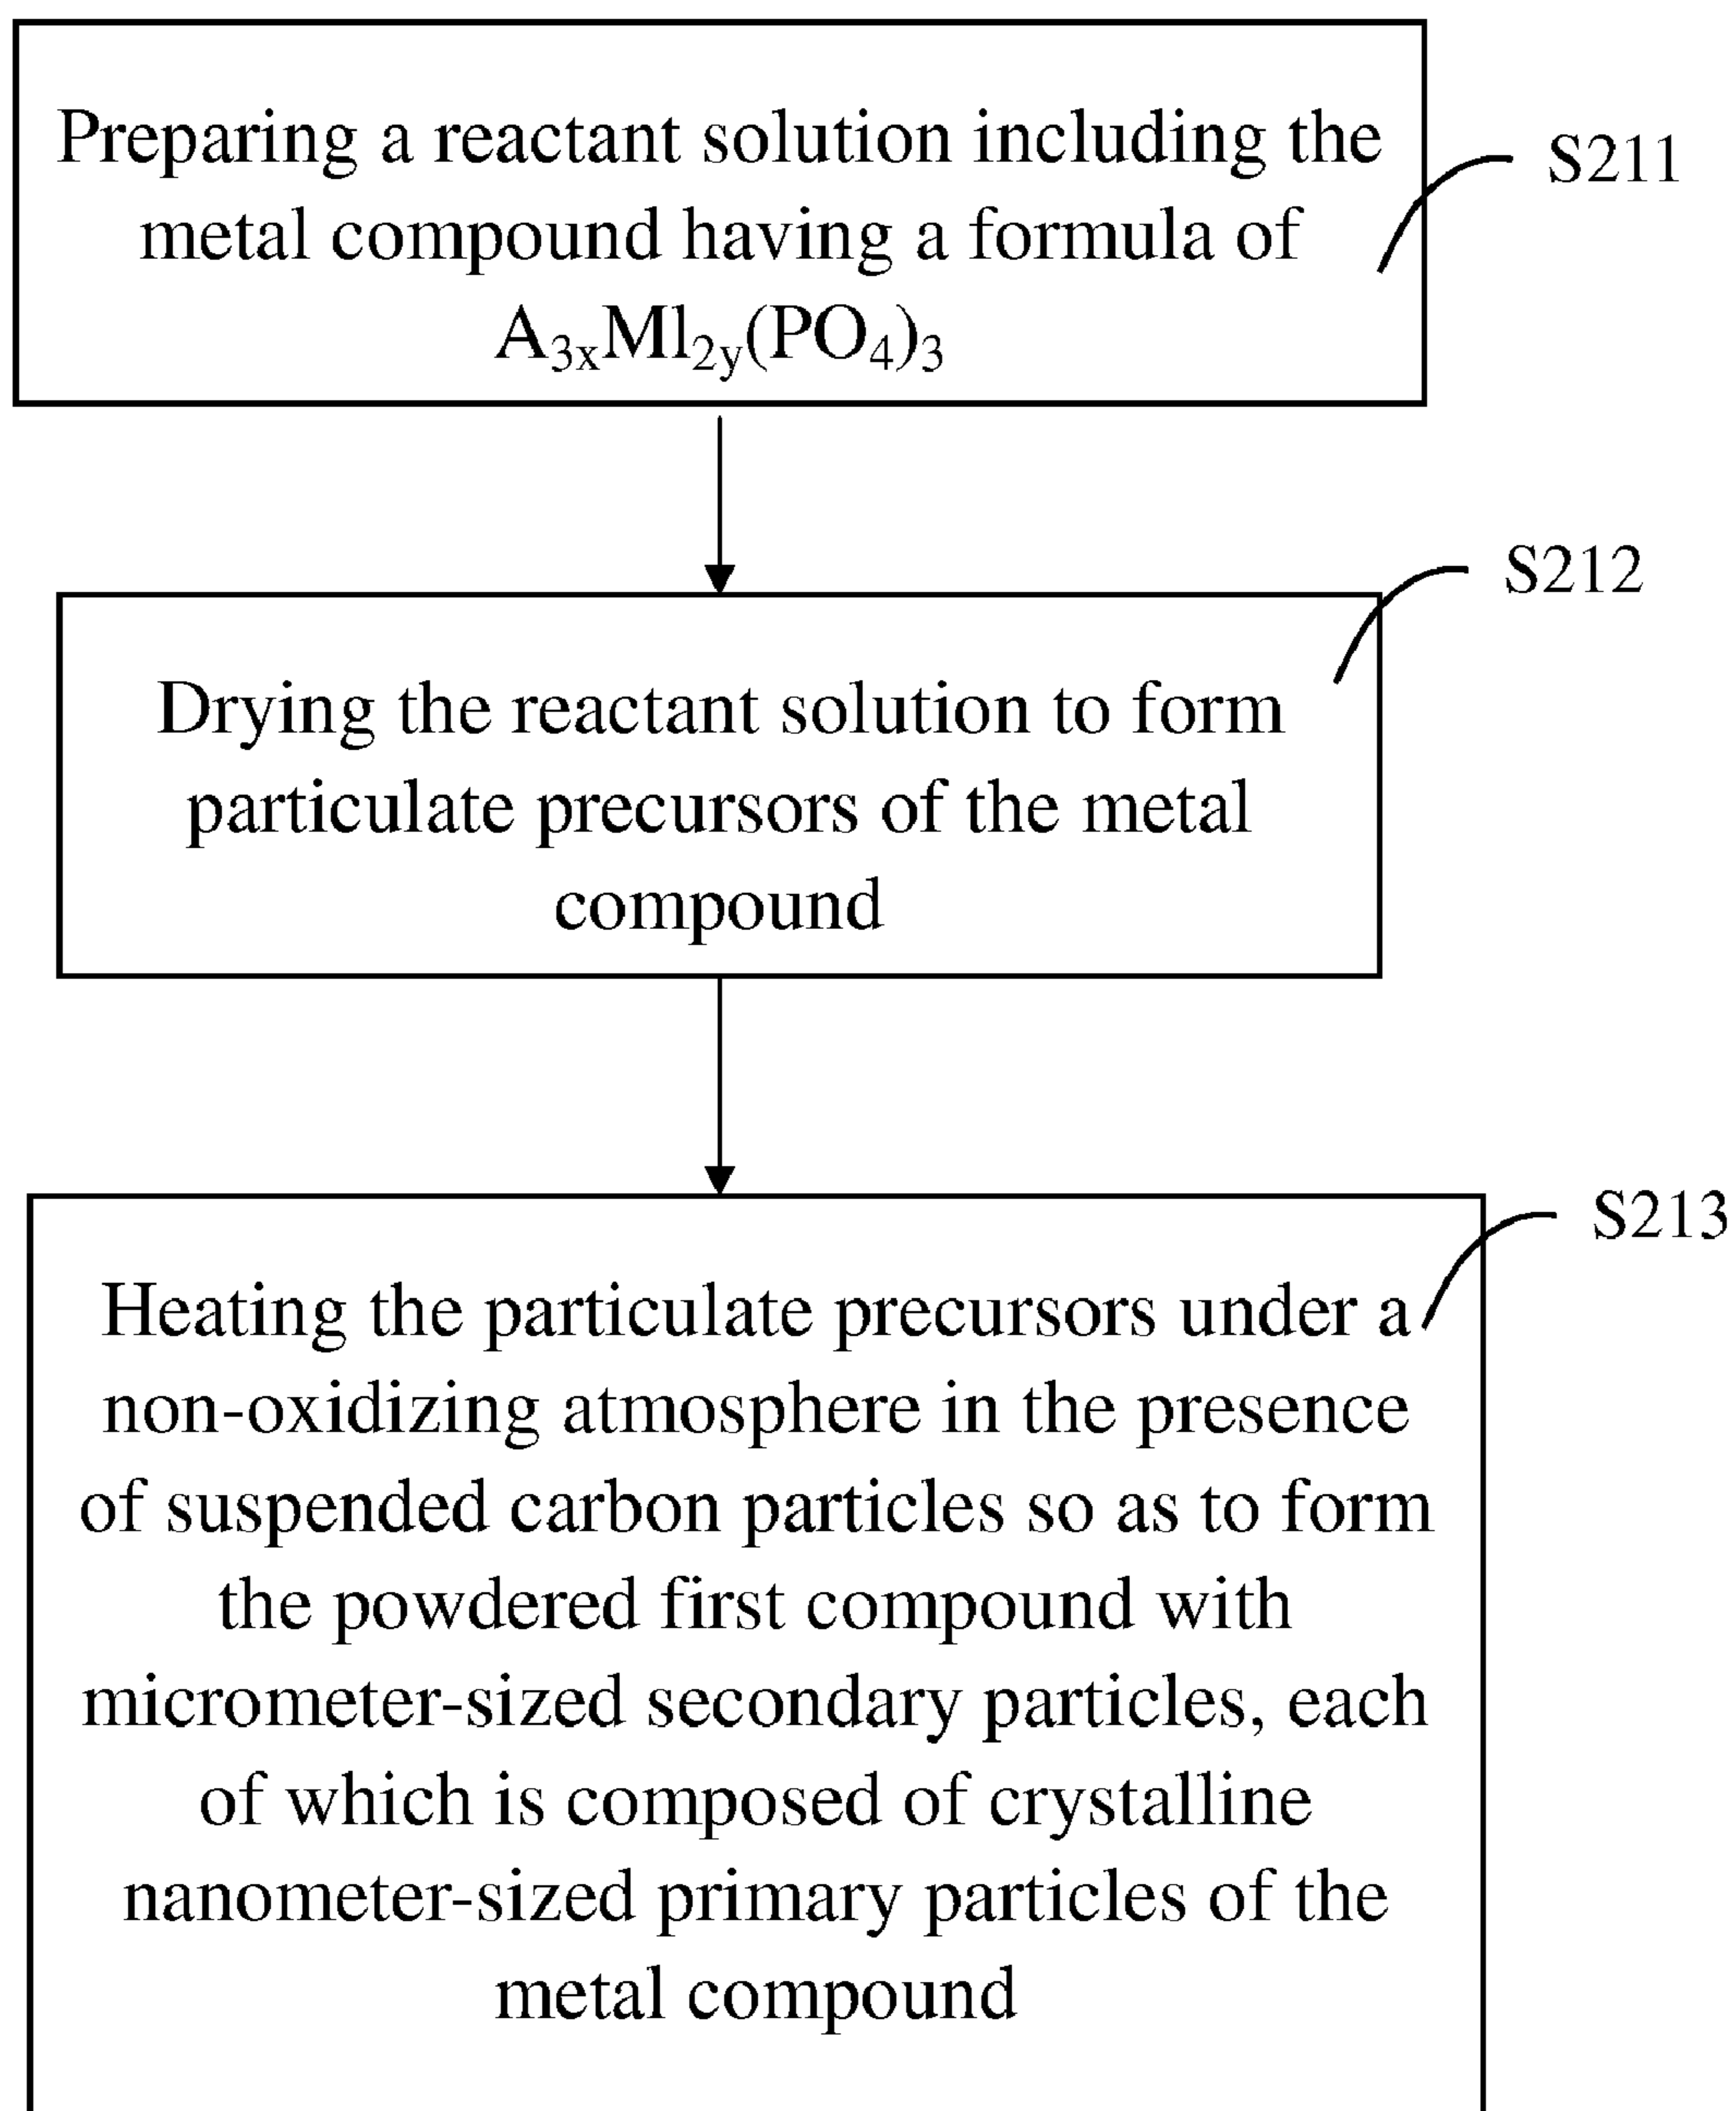 Preparing a reactant solution including the
metal compound having a formula of
A₃ₓMl₂ᵧ(PO₄)₃
S211
Drying the reactant solution to form
particulate precursors of the metal
compound
S212
Heating the particulate precursors under a
non-oxidizing atmosphere in the presence
of suspended carbon particles so as to form
the powdered first compound with
micrometer-sized secondary particles, each
of which is composed of crystalline
nanometer-sized primary particles of the
metal compound
S213